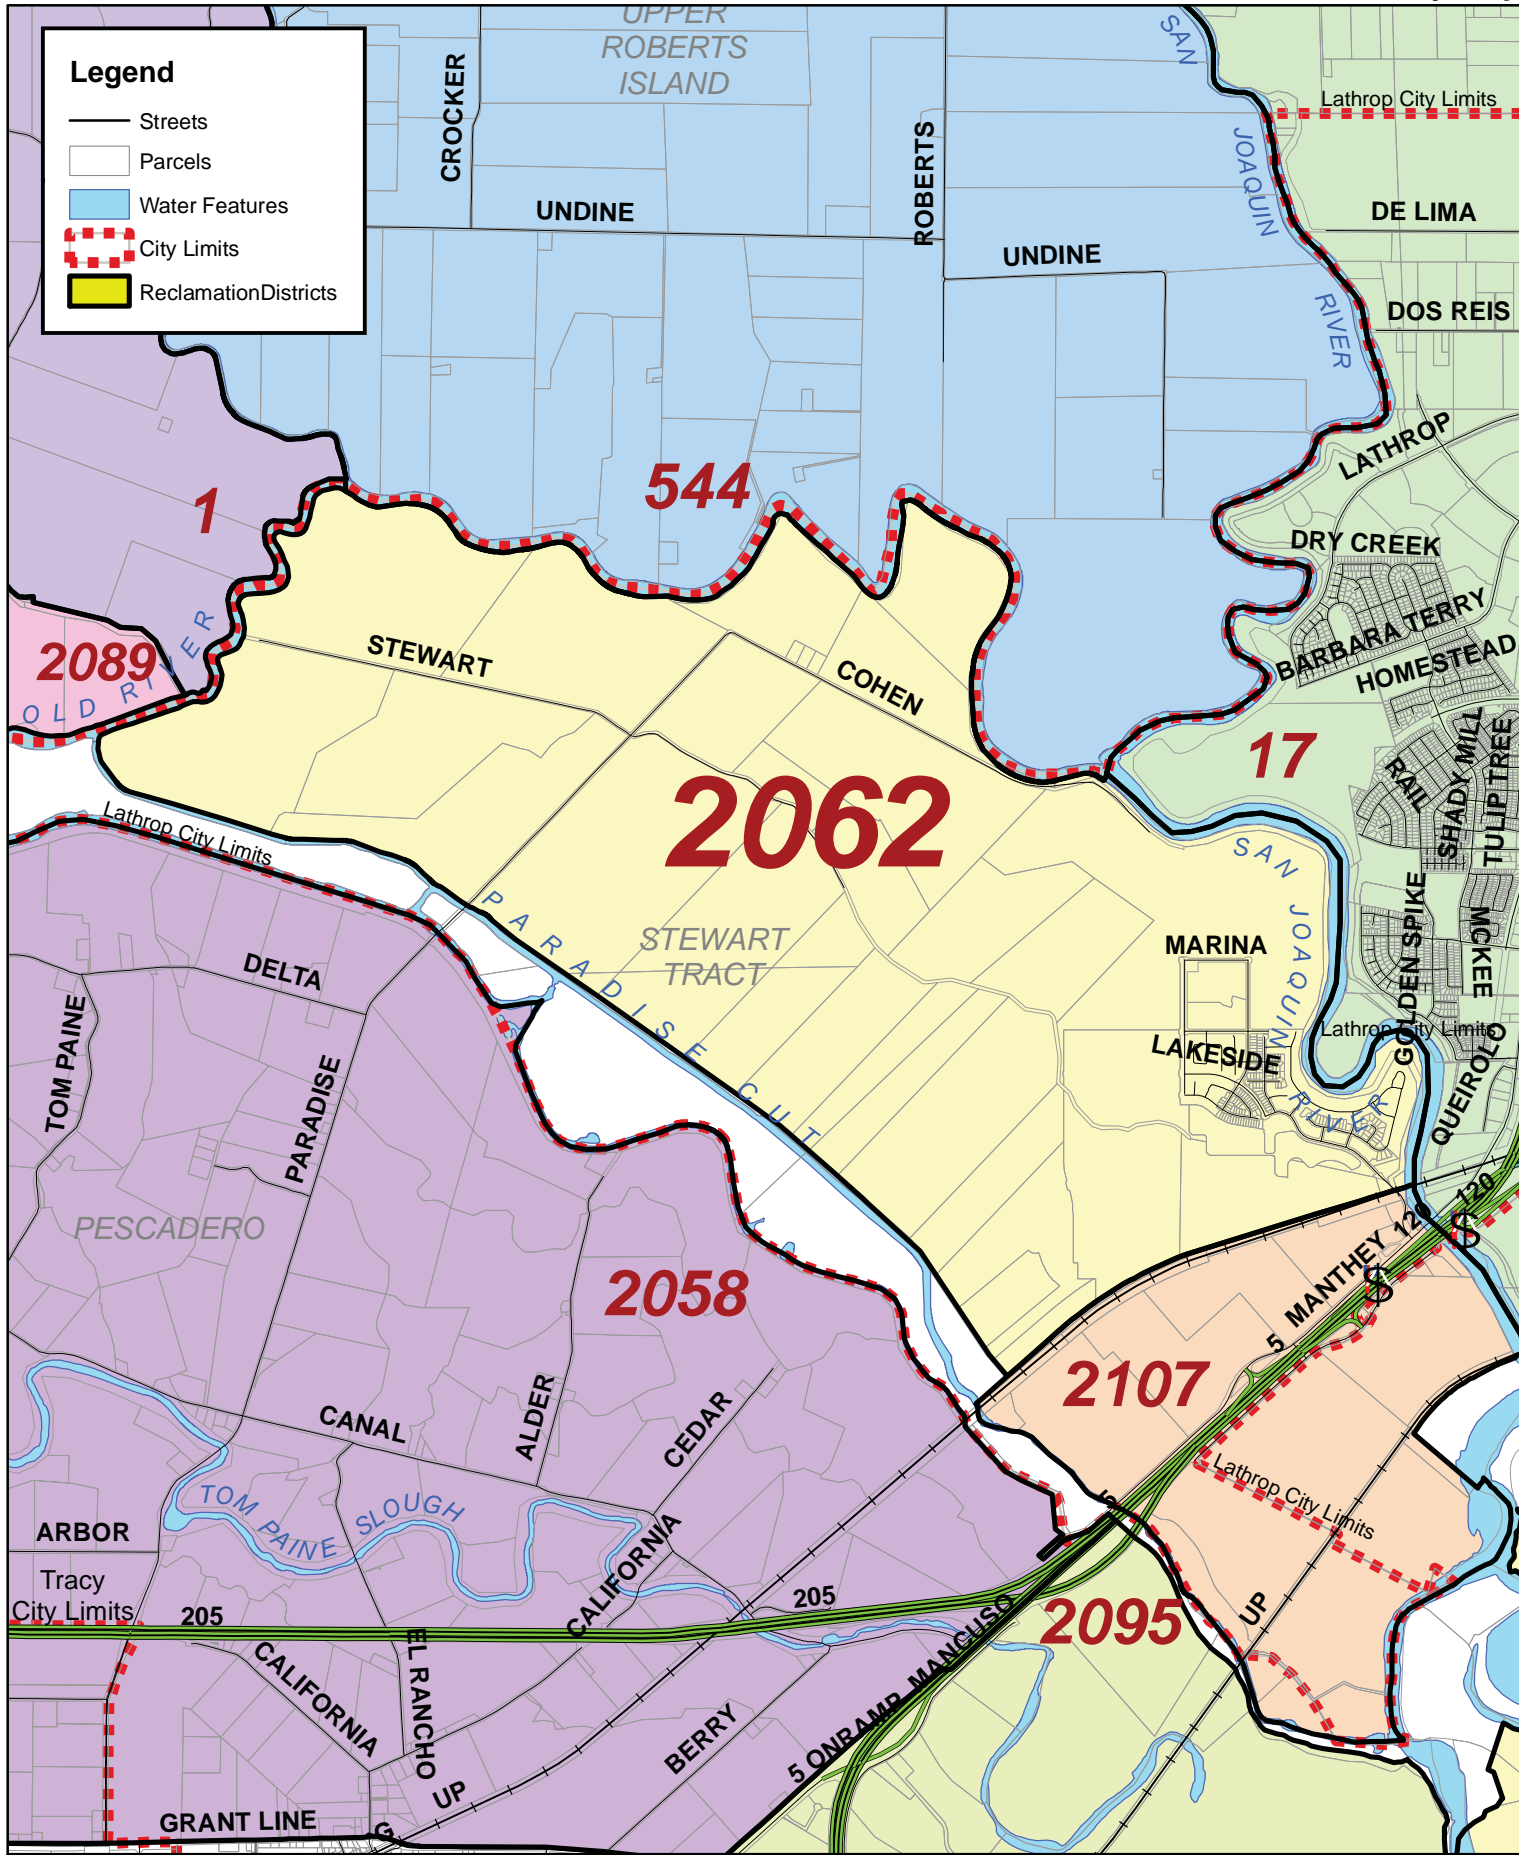 UPPER
ROBERTS
ISLAND
SAN
JOAQUIN
RIVER
Legend
Streets
Parcels
Water Features
City Limits
ReclamationDistricts
CROCKER
ROBERTS
Lathrop City Limits
UNDINE
DE LIMA
UNDINE
DOS REIS
LATHROP
544
1
DRY CREEK
BARBARA TERRY
HOMESTEAD
2089
OLD RIVER
STEWART
COHEN
17
RAIL
SHADY MILL
TULIP TREE
2062
Lathrop City Limits
SAN JOAQUIN RIVER
PARADISE CUT
STEWART
TRACT
GOLDEN SPIKE
MCKEE
MARINA
DELTA
TOM PAINE
PARADISE
LAKESIDE
Lathrop City Limits
QUEIROLO
PESCADERO
120
120
MANTHEY
5
2058
2107
CANAL
ALDER
CEDAR
Lathrop City Limits
TOM PAINE SLOUGH
5
ARBOR
CALIFORNIA
Tracy
City Limits
205
205
UP
2095
MANCUSO
EL RANCHO
CALIFORNIA
BERRY
5 ONRAMP
UP
GRANT LINE
G